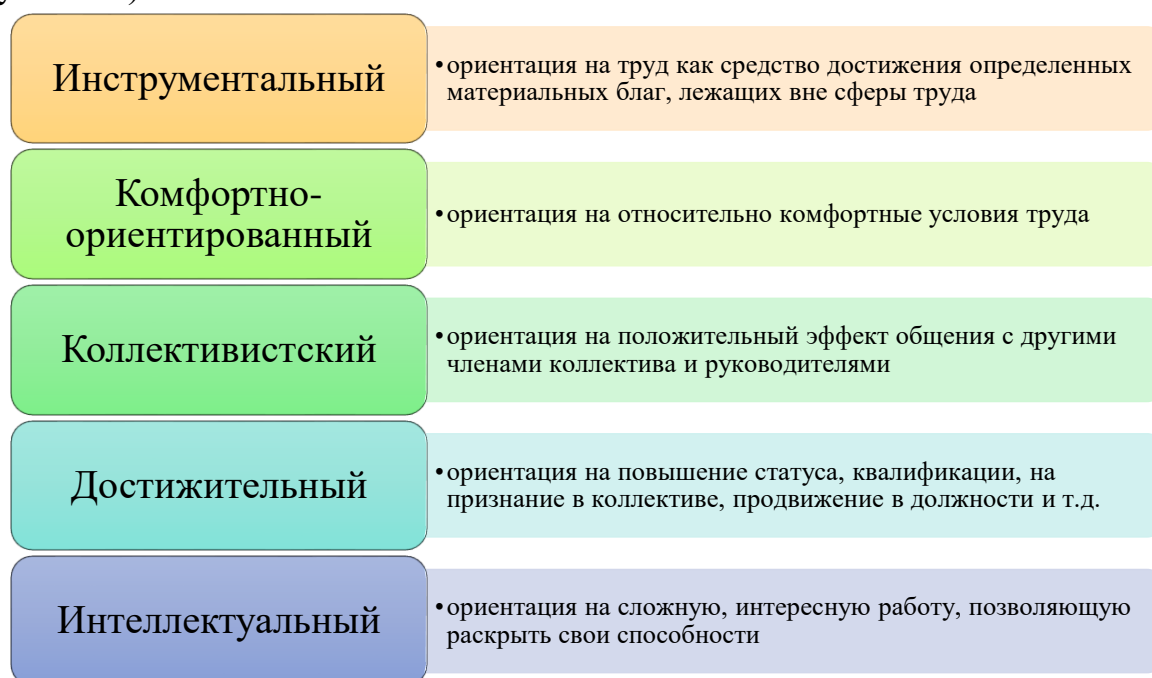 Инструментальный
•ориентация на труд как средство достижения определенных
материальных благ, лежащих вне сферы труда
Комфортно-
ориентированный
•ориентация на относительно комфортные условия труда
Коллективистский
•ориентация на положительный эффект общения с другими
членами коллектива и руководителями
Достижительный
•ориентация на повышение статуса, квалификации, на
признание в коллективе, продвижение в должности и т.д.
Интеллектуальный
•ориентация на сложную, интересную работу, позволяющую
раскрыть свои способности